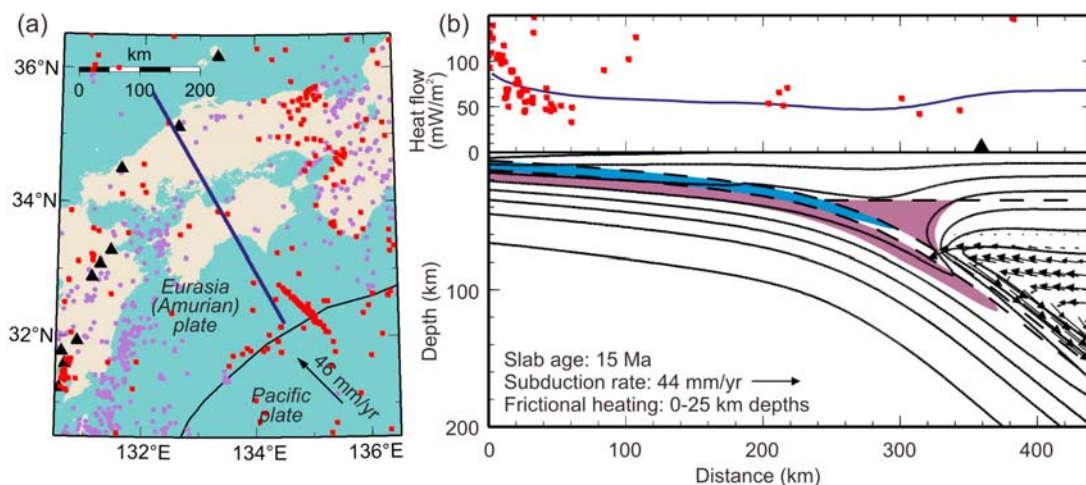 (a)
36°N
34°N
32°N
132°E
134°E
136°E
km
0
100
200
Eurasia
(Amurian)
plate
Pacific
plate
46 mm/yr
(b)
Heat flow
(mW/m²)
100
50
0
Depth (km)
100
200
Slab age: 15 Ma
Subduction rate: 44 mm/yr
Frictional heating: 0-25 km depths
0
100
200
300
400
Distance (km)